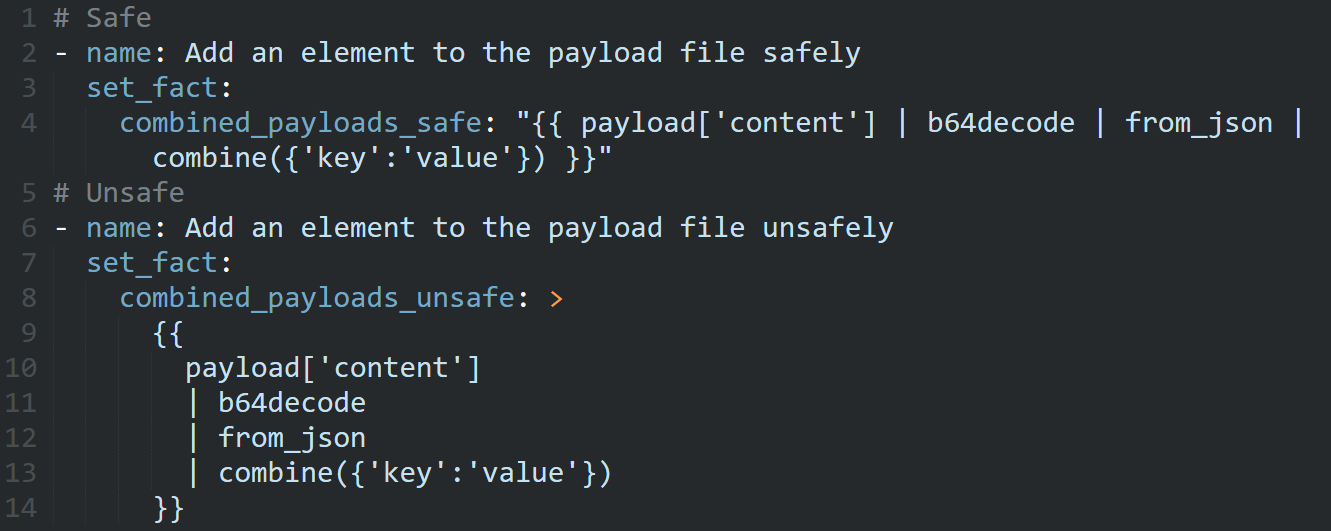 1 # Safe
2 - name: Add an element to the payload file safely
3   set_fact:
4     combined_payloads_safe: "{{ payload['content'] | b64decode | from_json |
      combine({'key':'value'}) }}"
5 # Unsafe
6 - name: Add an element to the payload file unsafely
7   set_fact:
8     combined_payloads_unsafe: >
9       {{
10         payload['content']
11         | b64decode
12         | from_json
13         | combine({'key':'value'})
14       }}